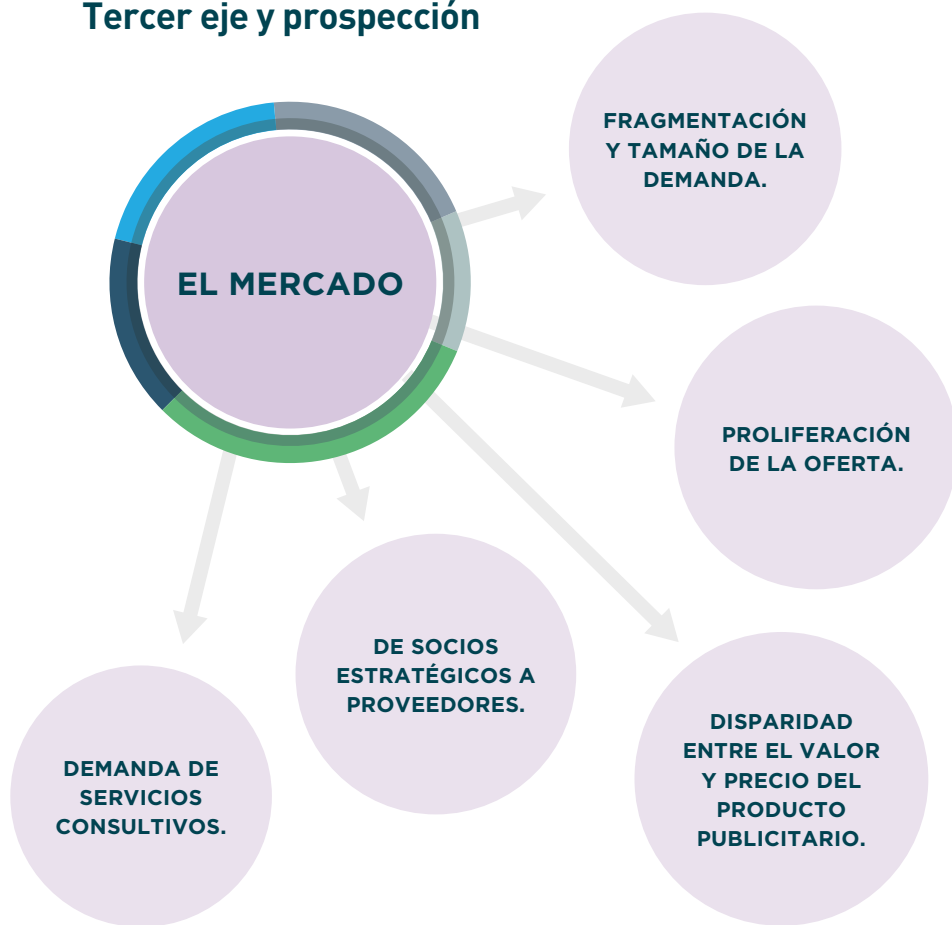 Tercer eje y prospección
EL MERCADO
FRAGMENTACIÓN
Y TAMAÑO DE LA
DEMANDA.
PROLIFERACIÓN
DE LA OFERTA.
DISPARIDAD
ENTRE EL VALOR
Y PRECIO DEL
PRODUCTO
PUBLICITARIO.
DE SOCIOS
ESTRATÉGICOS A
PROVEEDORES.
DEMANDA DE
SERVICIOS
CONSULTIVOS.